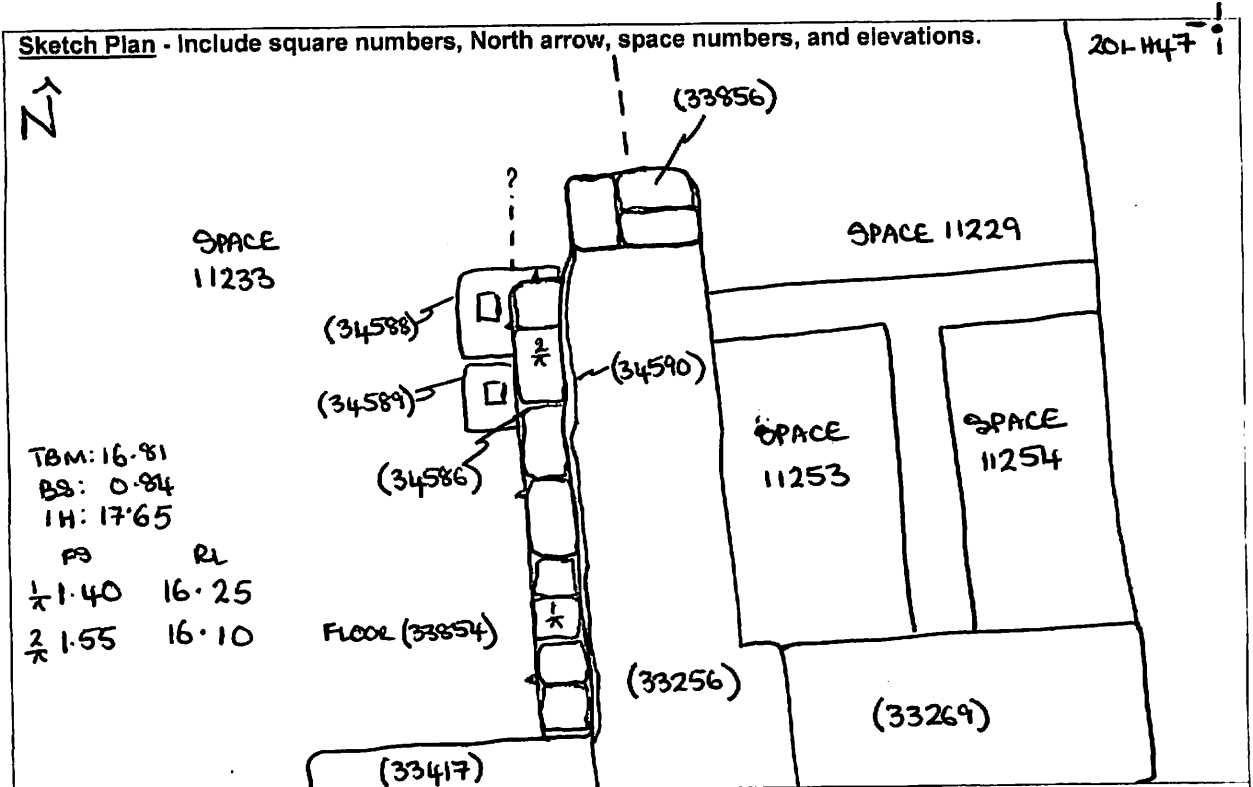 Sketch Plan - Include square numbers, North arrow, space numbers, and elevations.
N
(33856)
?
SPACE
11233
SPACE 11229
(34588)
2
(34590)
(34589)
SPACE
11253
SPACE
11254
(34586)
TBM: 16.81
BS: 0.84
IH: 17.65
FS RL
1 1.40 16.25
2 1.55 16.10
FLOOR (33854)
1
(33256)
(33269)
(33417)